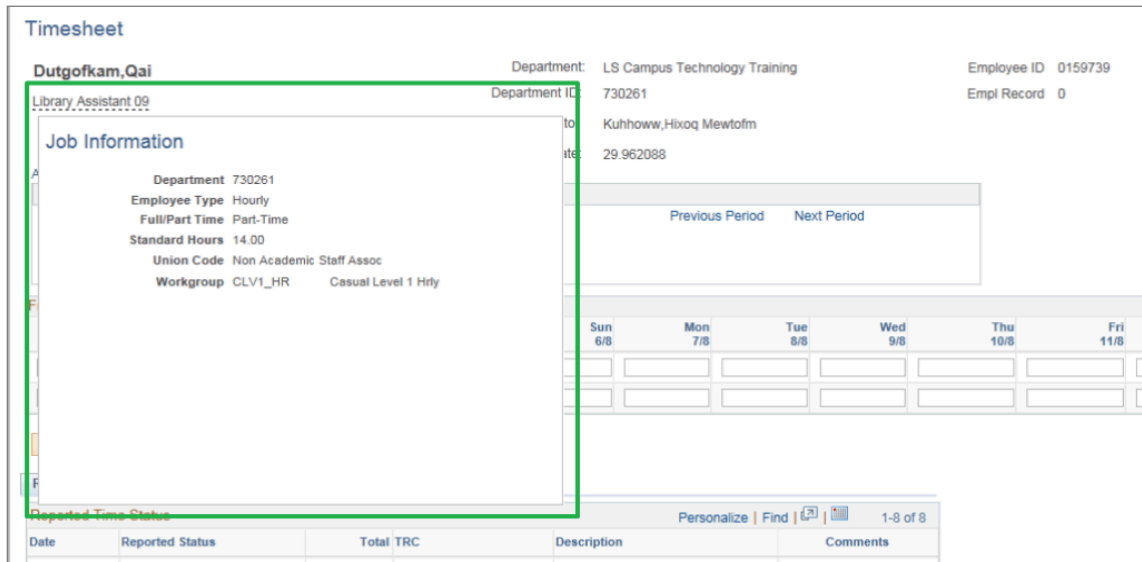 Timesheet
Dutgofkam,Qai
Department: LS Campus Technology Training
Employee ID 0159739
Library Assistant 09
Department ID: 730261
Empl Record 0
Kuhhoww,Hixoq Mewtofm
29.962088
Job Information
Department 730261
Employee Type Hourly
Full/Part Time Part-Time
Standard Hours 14.00
Union Code Non Academic Staff Assoc
Workgroup CLV1_HR Casual Level 1 Hrly
Previous Period Next Period
Sun Mon Tue Wed Thu Fri
6/8 7/8 8/8 9/8 10/8 11/8
Reported Time Status
Personalize | Find | | 1-8 of 8
Date Reported Status Total TRC Description Comments